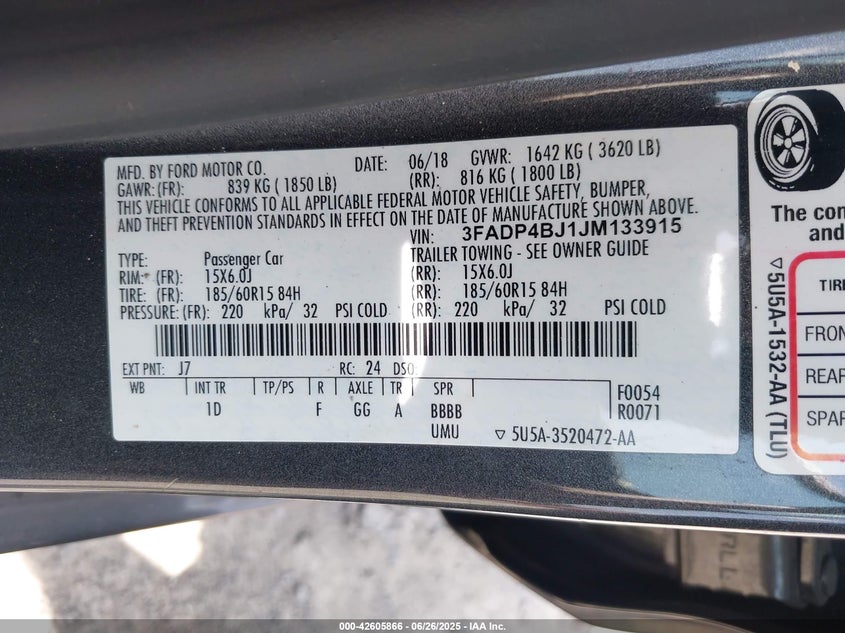 MFD. BY FORD MOTOR CO.
DATE: 06/18 GVWR: 1642 KG ( 3620 LB)
GAWR: (FR): 839 KG ( 1850 LB) (RR): 816 KG ( 1800 LB)
THIS VEHICLE CONFORMS TO ALL APPLICABLE FEDERAL MOTOR VEHICLE SAFETY, BUMPER,
AND THEFT PREVENTION STANDARDS IN EFFECT ON THE DATE OF MANUFACTURE SHOWN ABOVE.
VIN: 3FADP4BJ1JM133915
TYPE: Passenger Car TRAILER TOWING - SEE OWNER GUIDE
RIM: (FR): 15X6.0J (RR): 15X6.0J
TIRE: (FR): 185/60R15 84H (RR): 185/60R15 84H
PRESSURE: (FR): 220 kPa/ 32 PSI COLD (RR): 220 kPa/ 32 PSI COLD
EXT PNT: J7 RC: 24 DSO:
WB INT TR TP/PS R AXLE TR SPR F0054
1D F GG A BBBB R0071
UMU ▽ 5U5A-3520472-AA
The con
and
▽ 5U5A-1532-AA (TLU)
TIRE
FRON
REAR
SPAR
000-42605866 - 06/26/2025 - IAA Inc.